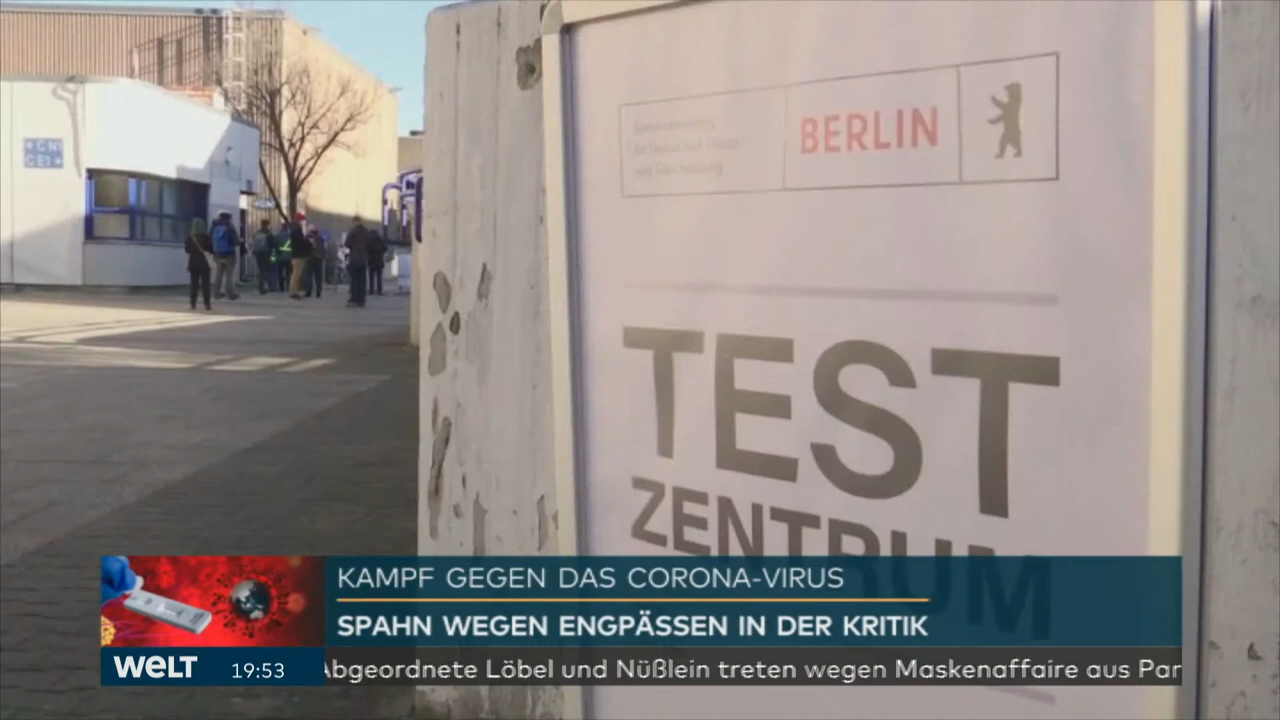 BERLIN
TEST
ZENTRUM
KAMPF GEGEN DAS CORONA-VIRUS
SPAHN WEGEN ENGPÄSSEN IN DER KRITIK
welt 19:53 Abgeordnete Löbel und Nüßlein treten wegen Maskenaffaire aus Par